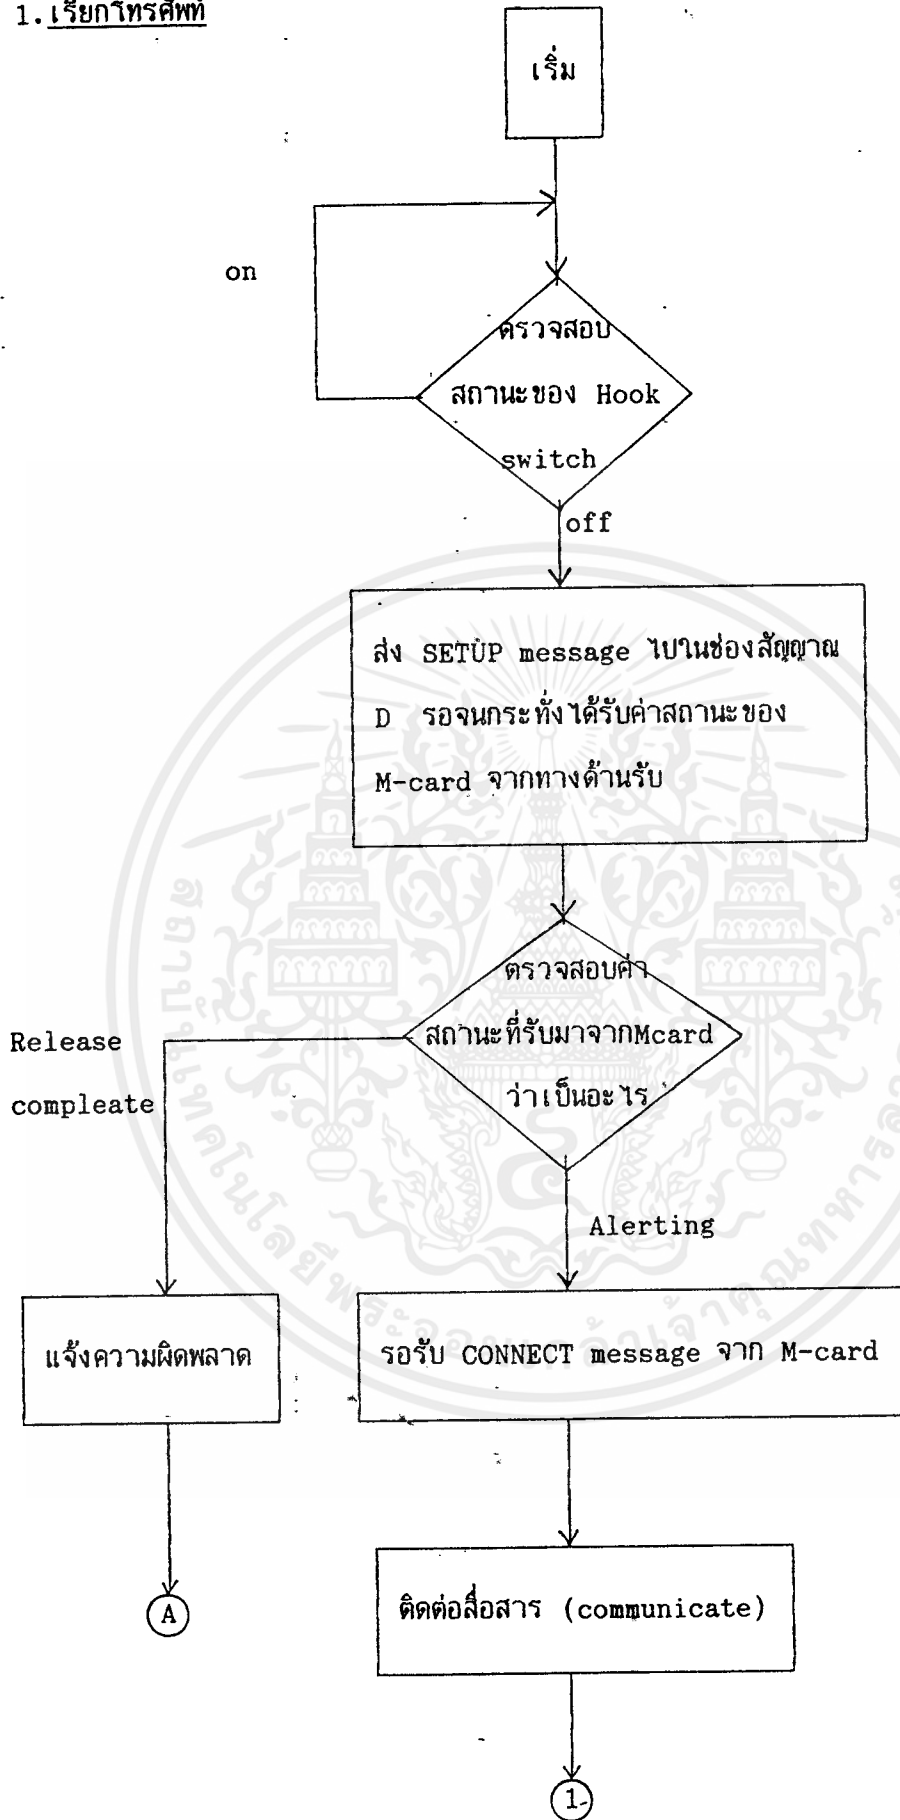 1. เรียกโทรศัพท์
เริ่ม
on
ตรวจสอบ
สถานะของ Hook
switch
off
ส่ง SETUP message ไปในช่องสัญญาณ
D รอจนกระทั่งได้รับค่าสถานะของ
M-card จากทางด้านรับ
ตรวจสอบค่า
สถานะที่รับมาจากMcard
ว่าเป็นอะไร
Release
compleate
Alerting
แจ้งความผิดพลาด
รอรับ CONNECT message จาก M-card
ติดต่อสื่อสาร (communicate)
A
1